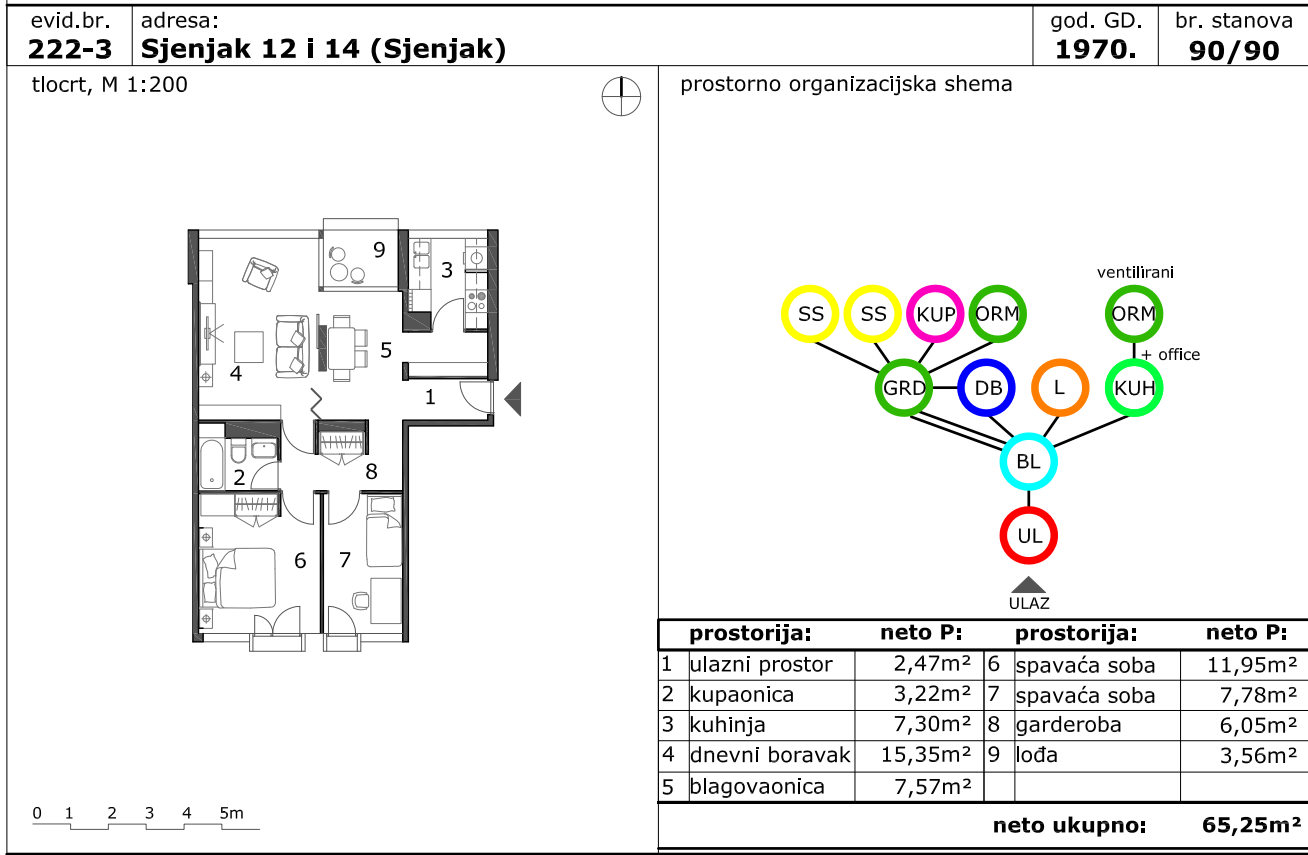 evid.br. adresa: god. GD. br. stanova
222-3 Sjenjak 12 i 14 (Sjenjak) 1970. 90/90
tlocrt, M 1:200
9
3
5
4
1
2
8
6 7
0 1 2 3 4 5m
prostorno organizacijska shema
ventilirani
SS SS KUP ORM ORM
+ office
GRD DB L KUH
BL
UL
ULAZ
prostorija: neto P: prostorija: neto P:
1 ulazni prostor 2,47m² 6 spavaća soba 11,95m²
2 kupaonica 3,22m² 7 spavaća soba 7,78m²
3 kuhinja 7,30m² 8 garderoba 6,05m²
4 dnevni boravak 15,35m² 9 lođa 3,56m²
5 blagovaonica 7,57m²
neto ukupno: 65,25m²